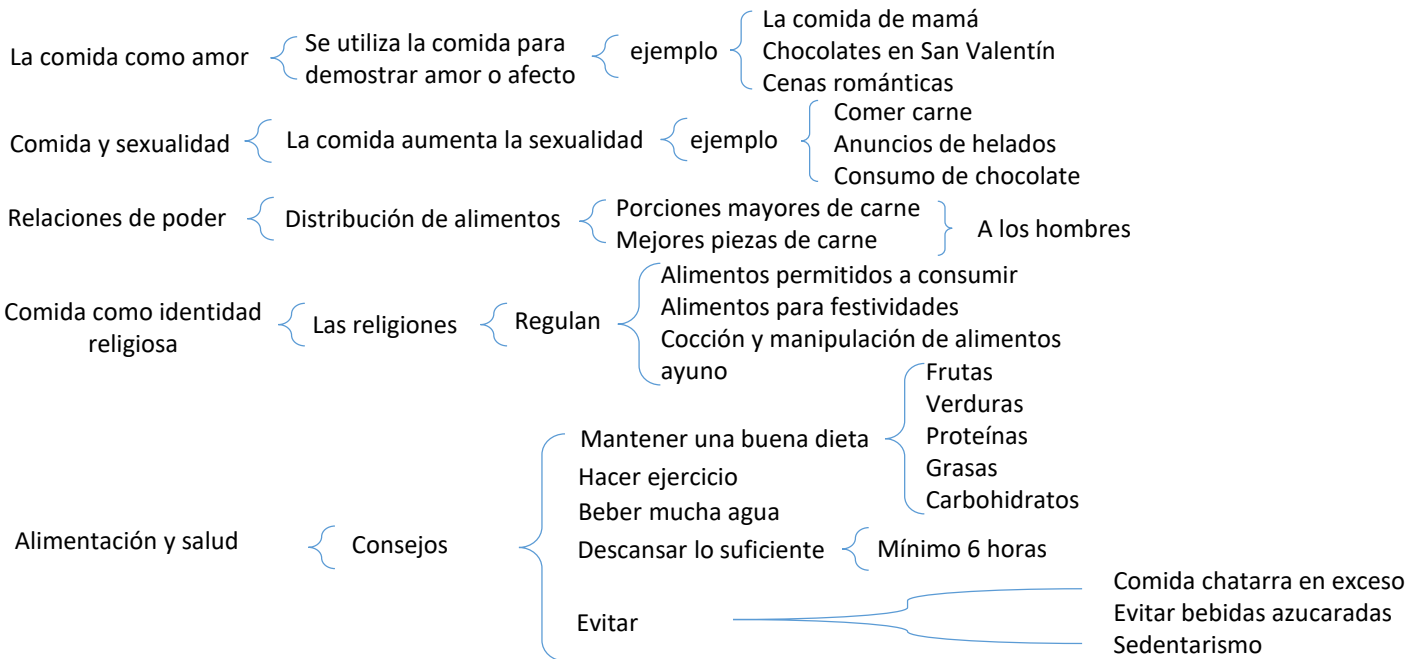 La comida como amor
Se utiliza la comida para
demostrar amor o afecto
ejemplo
La comida de mamá
Chocolates en San Valentín
Cenas románticas
Comida y sexualidad
La comida aumenta la sexualidad
ejemplo
Comer carne
Anuncios de helados
Consumo de chocolate
Relaciones de poder
Distribución de alimentos
Porciones mayores de carne
Mejores piezas de carne
A los hombres
Comida como identidad
religiosa
Las religiones
Regulan
Alimentos permitidos a consumir
Alimentos para festividades
Cocción y manipulación de alimentos
ayuno
Alimentación y salud
Consejos
Mantener una buena dieta
Frutas
Verduras
Proteínas
Grasas
Carbohidratos
Hacer ejercicio
Beber mucha agua
Descansar lo suficiente
Mínimo 6 horas
Evitar
Comida chatarra en exceso
Evitar bebidas azucaradas
Sedentarismo